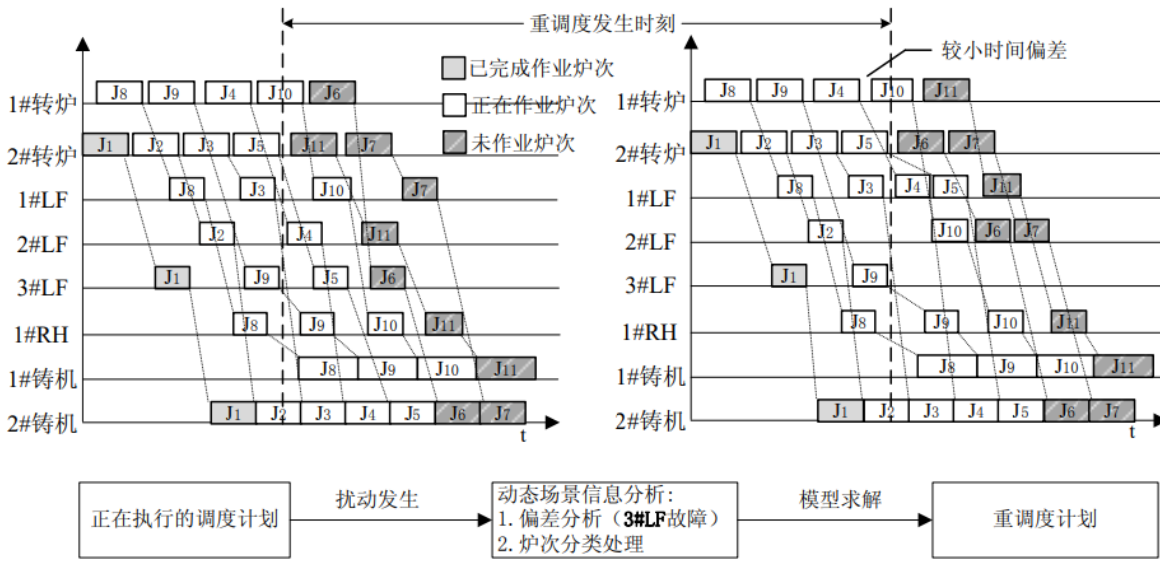 重调度发生时刻
较小时间偏差
已完成作业炉次
正在作业炉次
未作业炉次
1#转炉
J8 J9 J4 J10 J6
2#转炉
J1 J2 J3 J5 J11 J7
1#LF
J8 J3 J10 J7
2#LF
J2 J4 J11
3#LF
J1 J9 J5 J6
1#RH
J8 J9 J10 J11
1#铸机
J8 J9 J10 J11
2#铸机
J1 J2 J3 J4 J5 J6 J7
t
1#转炉
J8 J9 J4 J10 J11
2#转炉
J1 J2 J3 J5 J6 J7
1#LF
J8 J3 J4 J5 J11
2#LF
J2 J10 J6 J7
3#LF
J1 J9
1#RH
J8 J9 J10 J11
1#铸机
J8 J9 J10 J11
2#铸机
J1 J2 J3 J4 J5 J6 J7
t
正在执行的调度计划
扰动发生
动态场景信息分析:
1. 偏差分析（3#LF故障）
2. 炉次分类处理
模型求解
重调度计划